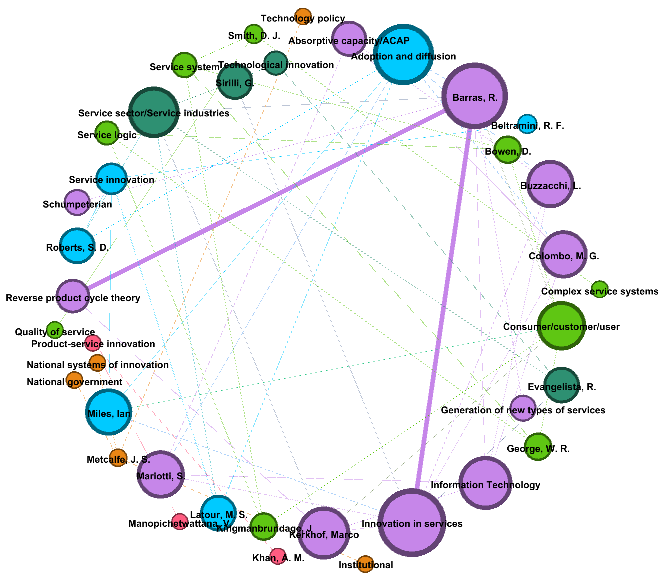 Technology policy
Smith, D. J.
Absorptive capacity/ACAP
Adoption and diffusion
Service system
Technological innovation
Sirilli, G.
Barras, R.
Service sector/Service industries
Beltramini, R. F.
Service logic
Bowen, D.
Service innovation
Buzzacchi, L.
Schumpeterian
Roberts, S. D.
Colombo, M. G.
Complex service systems
Reverse product cycle theory
Consumer/customer/user
Quality of service
Product-service innovation
National systems of innovation
National government
Evangelista, R.
Generation of new types of services
Miles, Ian
George, W. R.
Metcalfe, J. S.
Mariotti, S.
Information Technology
Latour, M. S.
Manopichetwattana, V.
Kingmanbrundage, J.
Innovation in services
Kerkhof, Marco
Khan, A. M.
Institutional